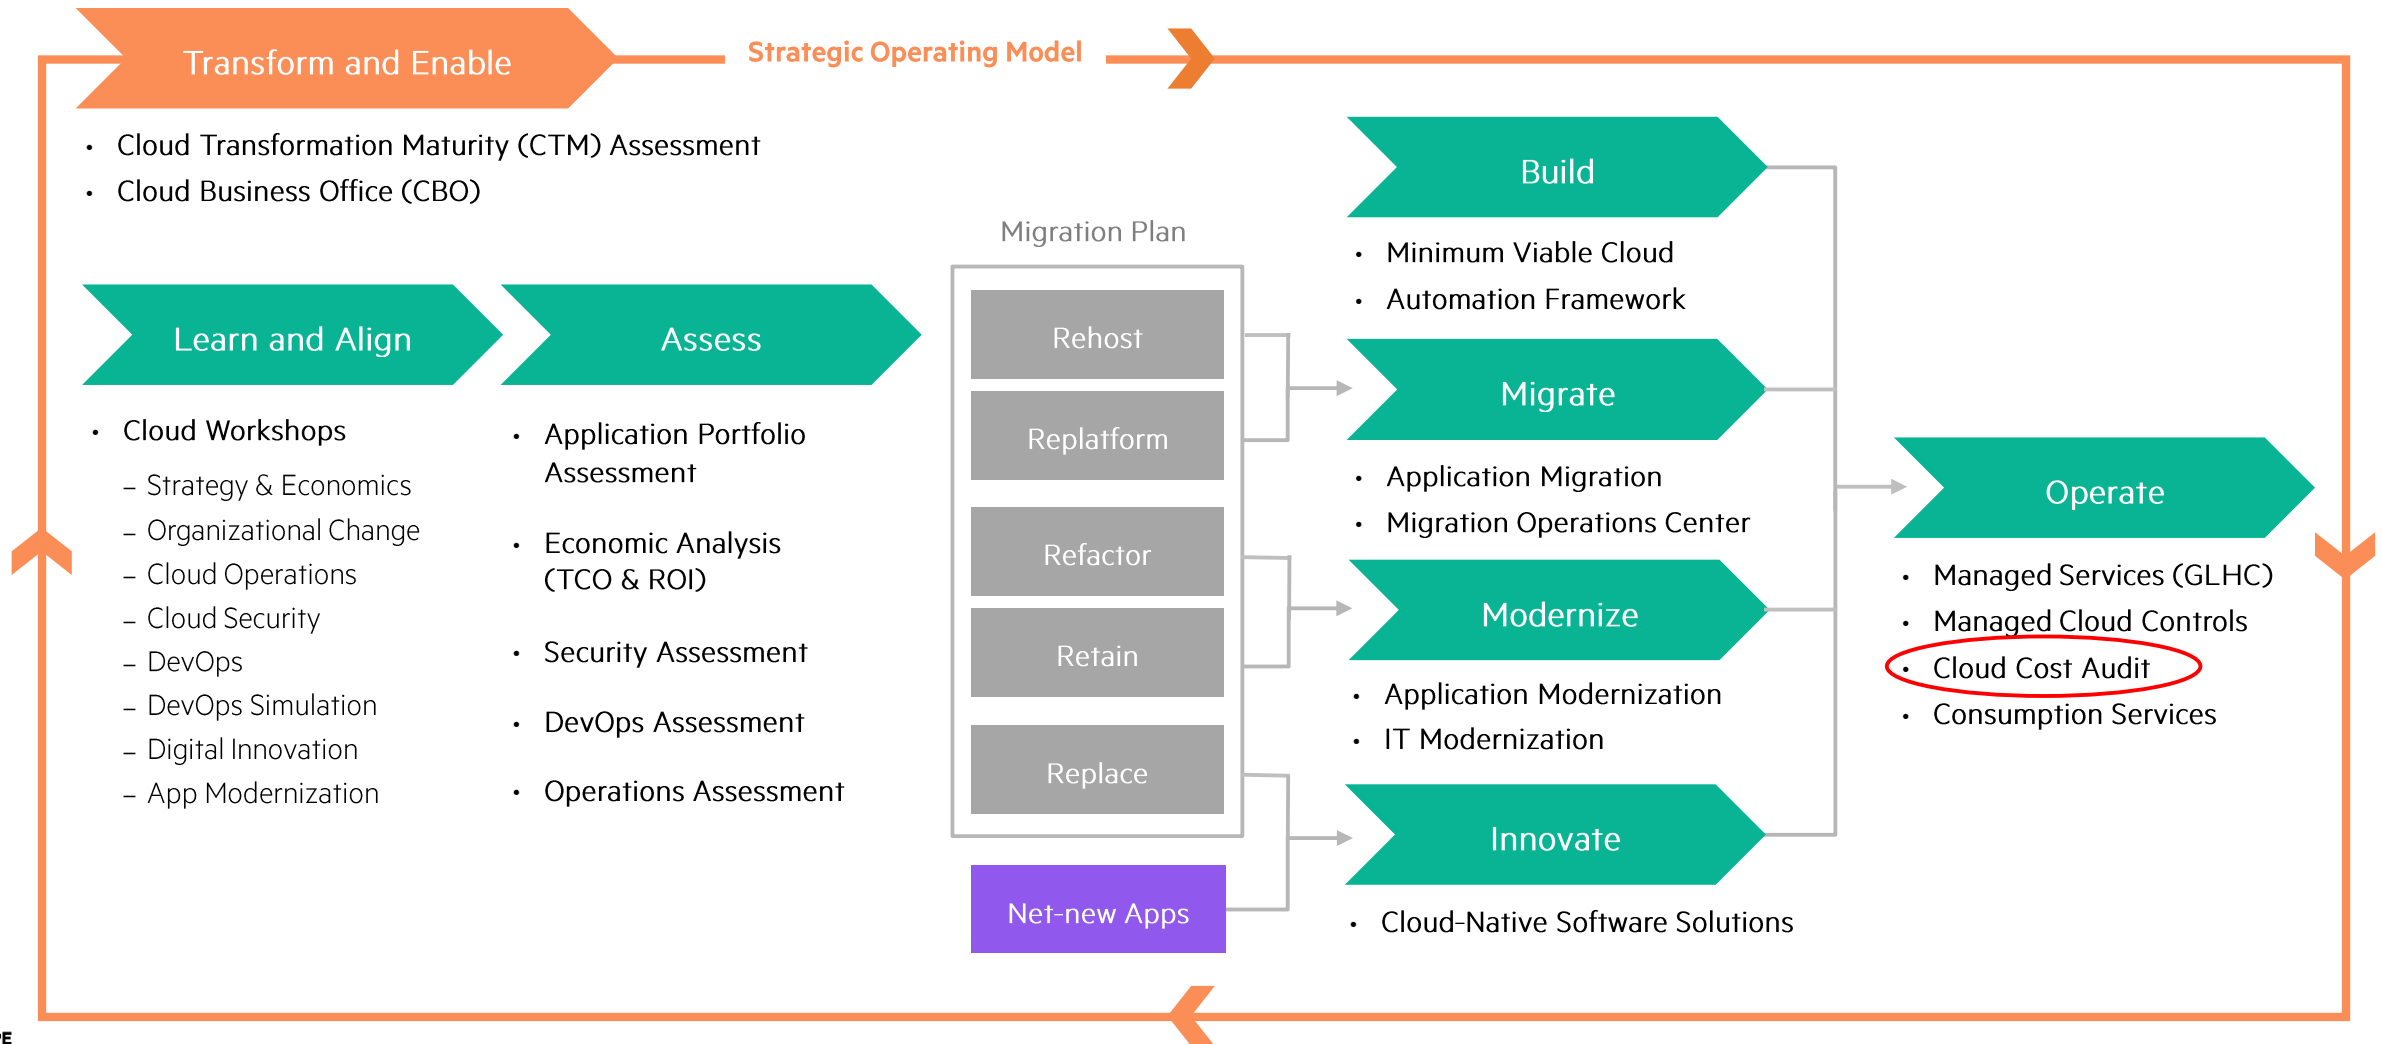 Transform and Enable
Strategic Operating Model
• Cloud Transformation Maturity (CTM) Assessment
• Cloud Business Office (CBO)
Learn and Align
• Cloud Workshops
– Strategy & Economics
– Organizational Change
– Cloud Operations
– Cloud Security
– DevOps
– DevOps Simulation
– Digital Innovation
– App Modernization
Assess
• Application Portfolio
Assessment
• Economic Analysis
(TCO & ROI)
• Security Assessment
• DevOps Assessment
• Operations Assessment
Migration Plan
Rehost
Replatform
Refactor
Retain
Replace
Net-new Apps
Build
• Minimum Viable Cloud
• Automation Framework
Migrate
• Application Migration
• Migration Operations Center
Modernize
• Application Modernization
• IT Modernization
Innovate
• Cloud-Native Software Solutions
Operate
• Managed Services (GLHC)
• Managed Cloud Controls
• Cloud Cost Audit
• Consumption Services